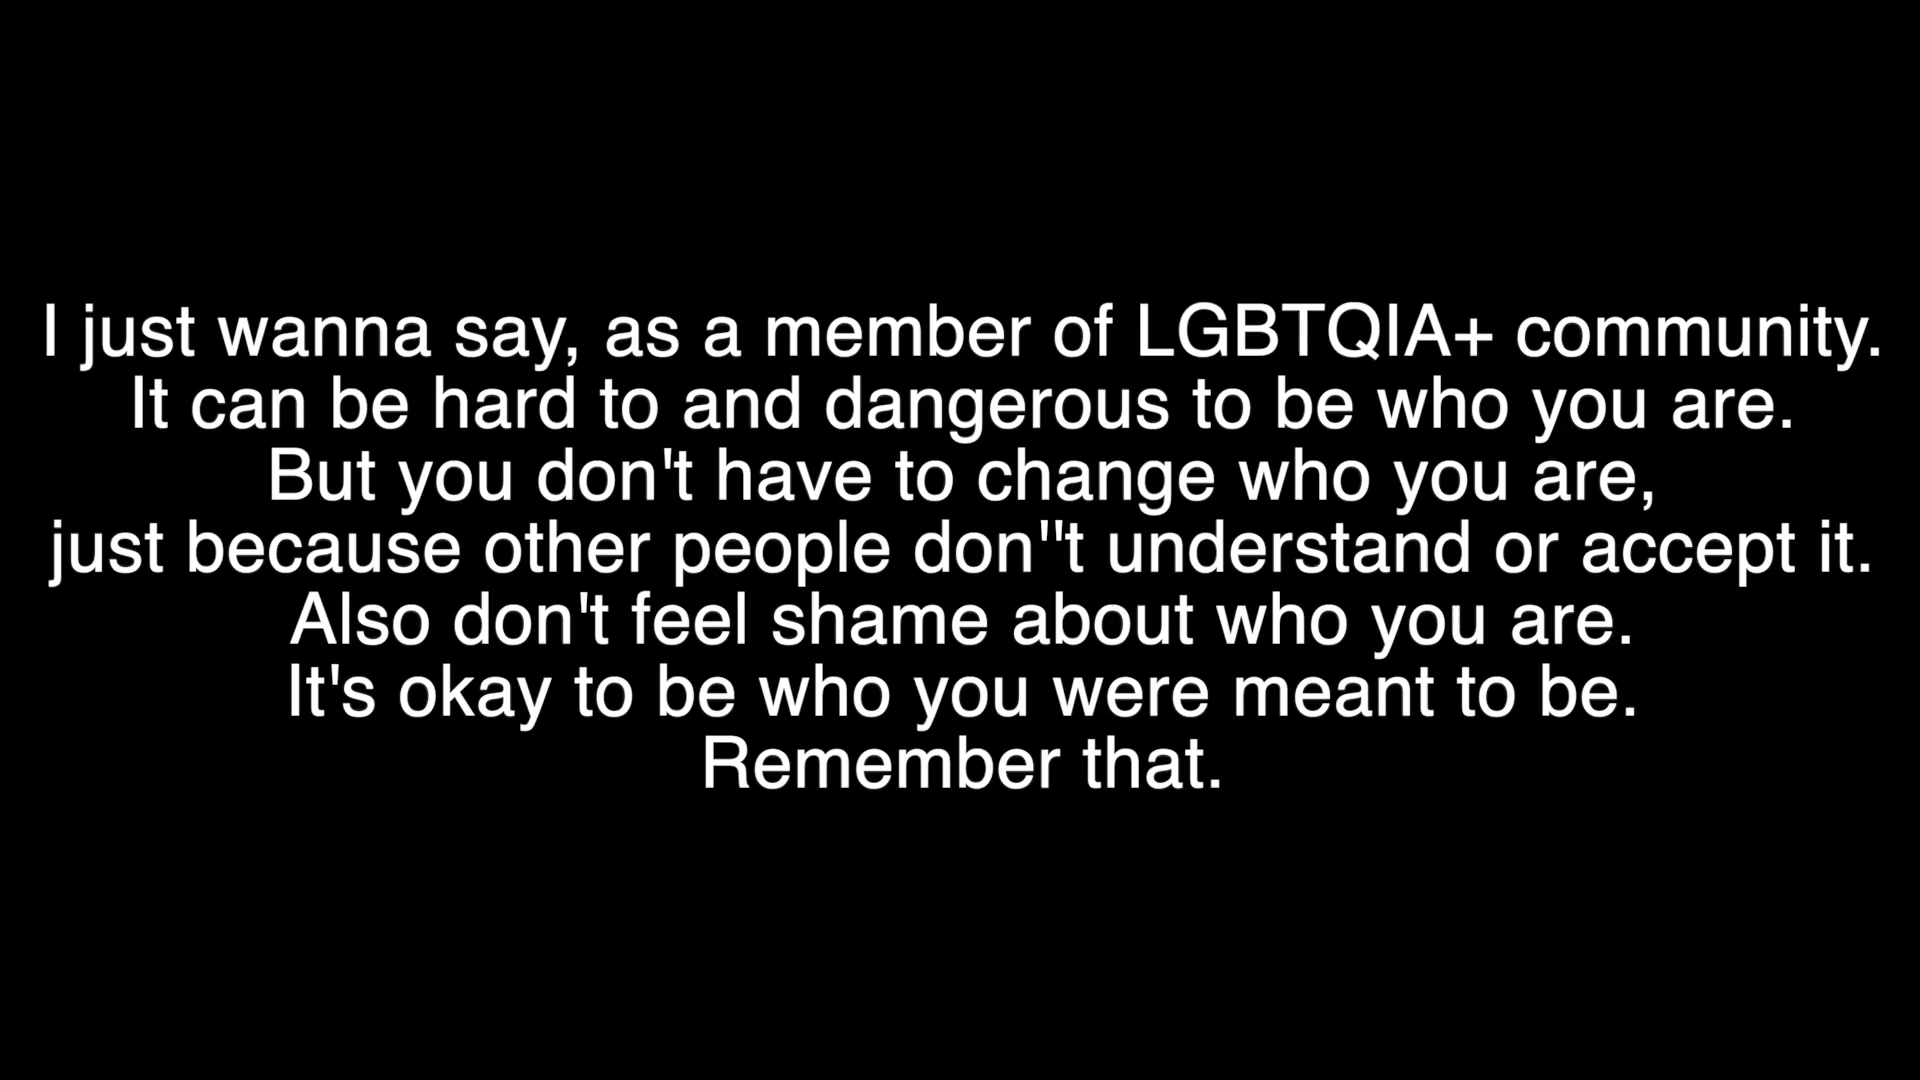 I just wanna say, as a member of LGBTQIA+ community.
It can be hard to and dangerous to be who you are.
But you don't have to change who you are,
just because other people don''t understand or accept it.
Also don't feel shame about who you are.
It's okay to be who you were meant to be.
Remember that.